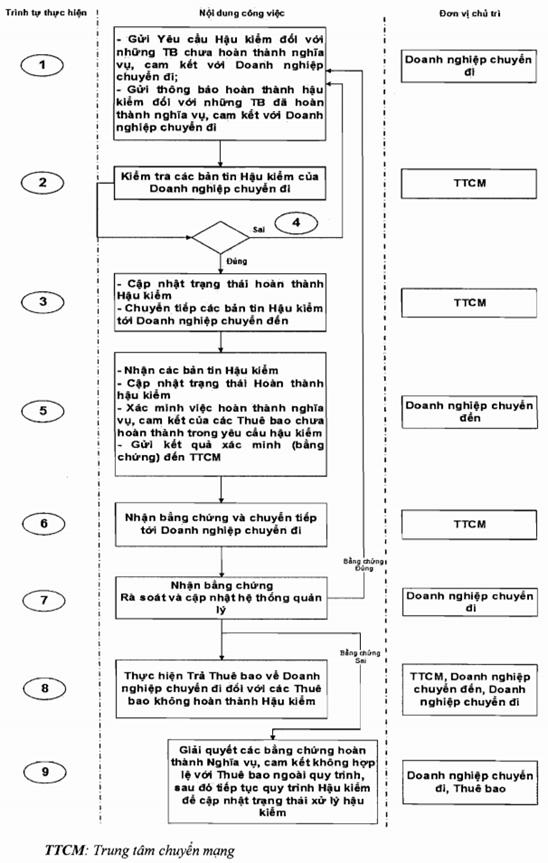 Trình tự thực hiện
Nội dung công việc
Đơn vị chủ trì
1
- Gửi Yêu cầu Hậu kiểm đối với
những TB chưa hoàn thành nghĩa
vụ, cam kết với Doanh nghiệp
chuyển đi;
- Gửi thông báo hoàn thành hậu
kiểm đối với những TB đã hoàn
thành nghĩa vụ, cam kết với Doanh
nghiệp chuyển đi
Doanh nghiệp chuyển
đi
2
Kiểm tra các bản tin Hậu kiểm của
Doanh nghiệp chuyển đi
TTCM
Sai
4
Đúng
3
- Cập nhật trạng thái hoàn thành
Hậu kiểm
- Chuyển tiếp các bản tin Hậu kiểm
tới Doanh nghiệp chuyển đến
TTCM
5
- Nhận các bản tin Hậu kiểm
- Cập nhật trạng thái Hoàn thành
hậu kiểm
- Xác minh việc hoàn thành nghĩa
vụ, cam kết của các Thuê bao chưa
hoàn thành trong yêu cầu hậu kiểm
- Gửi kết quả xác minh (bằng
chứng) đến TTCM
Doanh nghiệp chuyển
đến
6
Nhận bằng chứng và chuyển tiếp
tới Doanh nghiệp chuyển đi
TTCM
Bằng chứng
Đúng
7
Nhận bằng chứng
Rà soát và cập nhật hệ thống quản
lý
Doanh nghiệp chuyển
đi
Bằng chứng
Sai
8
Thực hiện Trả Thuê bao về Doanh
nghiệp chuyển đi đối với các Thuê
bao không hoàn thành Hậu kiểm
TTCM, Doanh nghiệp
chuyển đến, Doanh
nghiệp chuyển đi
9
Giải quyết các bằng chứng hoàn
thành Nghĩa vụ, cam kết không hợp
lệ với Thuê bao ngoài quy trình,
sau đó tiếp tục quy trình Hậu kiểm
để cập nhật trạng thái xử lý hậu
kiểm
Doanh nghiệp chuyển
đi, Thuê bao
TTCM: Trung tâm chuyển mạng